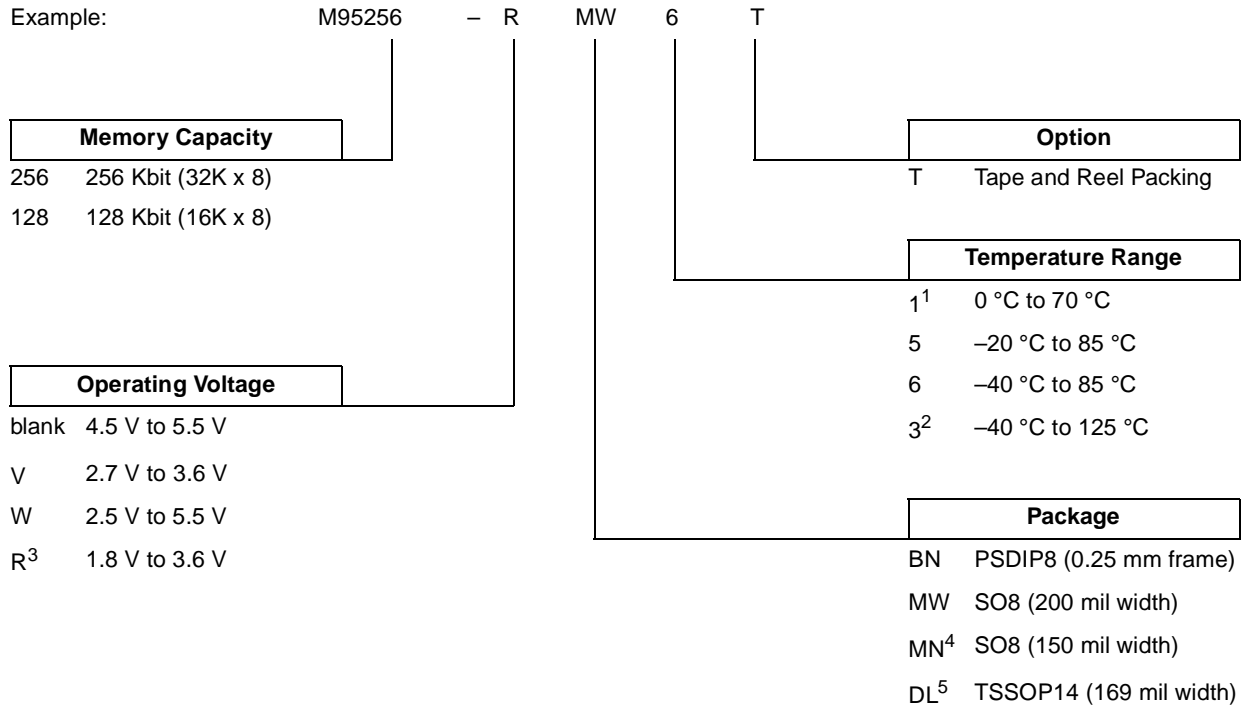 Example: M95256 – R MW 6 T
Memory Capacity
256 256 Kbit (32K x 8)
128 128 Kbit (16K x 8)
Operating Voltage
blank 4.5 V to 5.5 V
V 2.7 V to 3.6 V
W 2.5 V to 5.5 V
R3 1.8 V to 3.6 V
Option
T Tape and Reel Packing
Temperature Range
11 0 °C to 70 °C
5 –20 °C to 85 °C
6 –40 °C to 85 °C
32 –40 °C to 125 °C
Package
BN PSDIP8 (0.25 mm frame)
MW SO8 (200 mil width)
MN4 SO8 (150 mil width)
DL5 TSSOP14 (169 mil width)